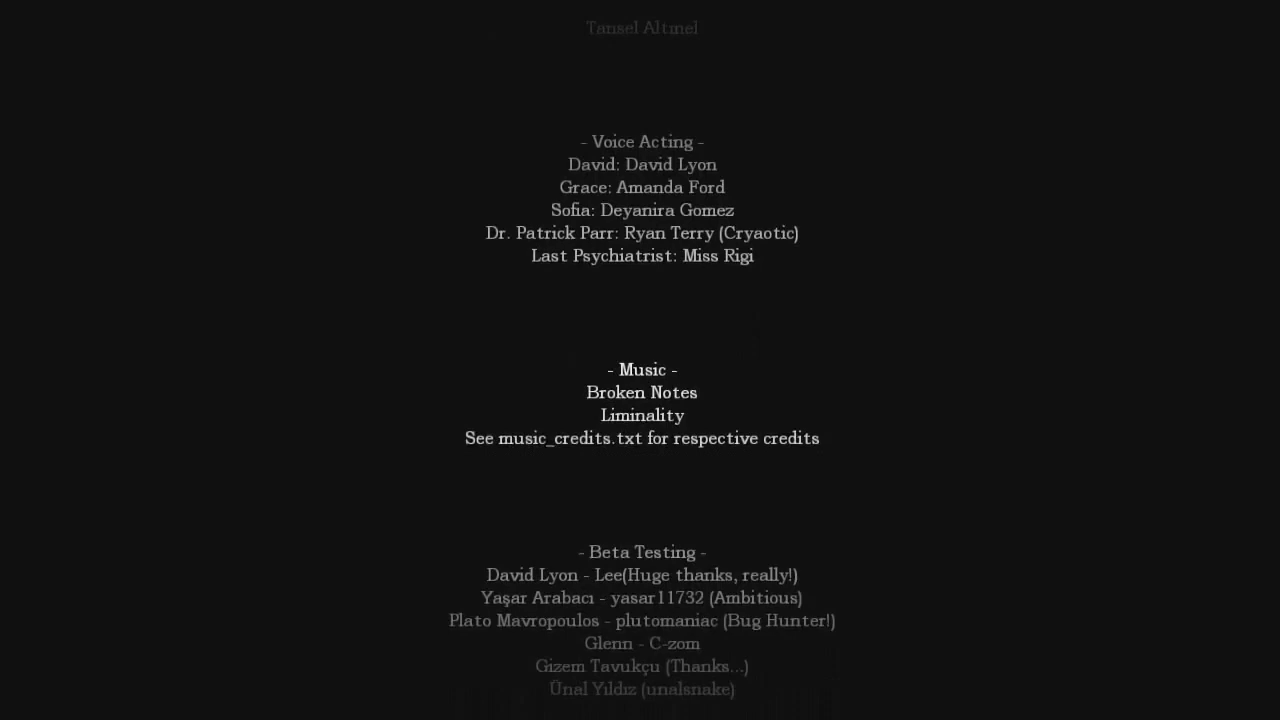 Tansel Altınel
- Voice Acting -
David: David Lyon
Grace: Amanda Ford
Sofia: Deyanira Gomez
Dr. Patrick Parr: Ryan Terry (Cryaotic)
Last Psychiatrist: Miss Rigi
- Music -
Broken Notes
Liminality
See music_credits.txt for respective credits
- Beta Testing -
David Lyon - Lee(Huge thanks, really!)
Yaşar Arabacı - yasar11732 (Ambitious)
Plato Mavropoulos - plutomaniac (Bug Hunter!)
Glenn - C-zom
Gizem Tavukçu (Thanks...)
Ünal Yıldız (unalsnake)